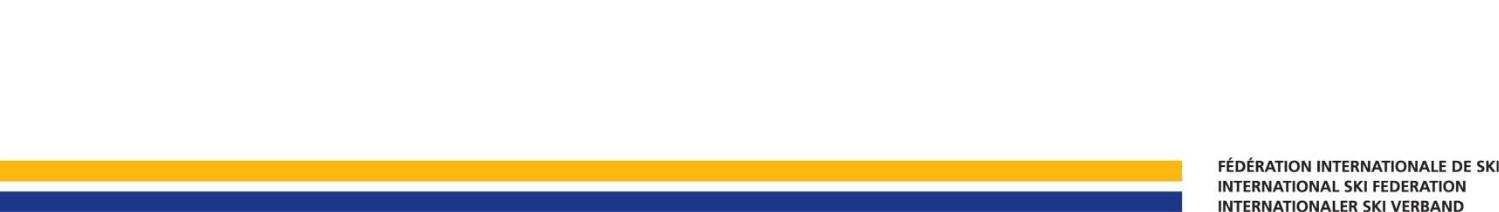 FÉDÉRATION INTERNATIONALE DE SKI
INTERNATIONAL SKI FEDERATION
INTERNATIONALER SKI VERBAND